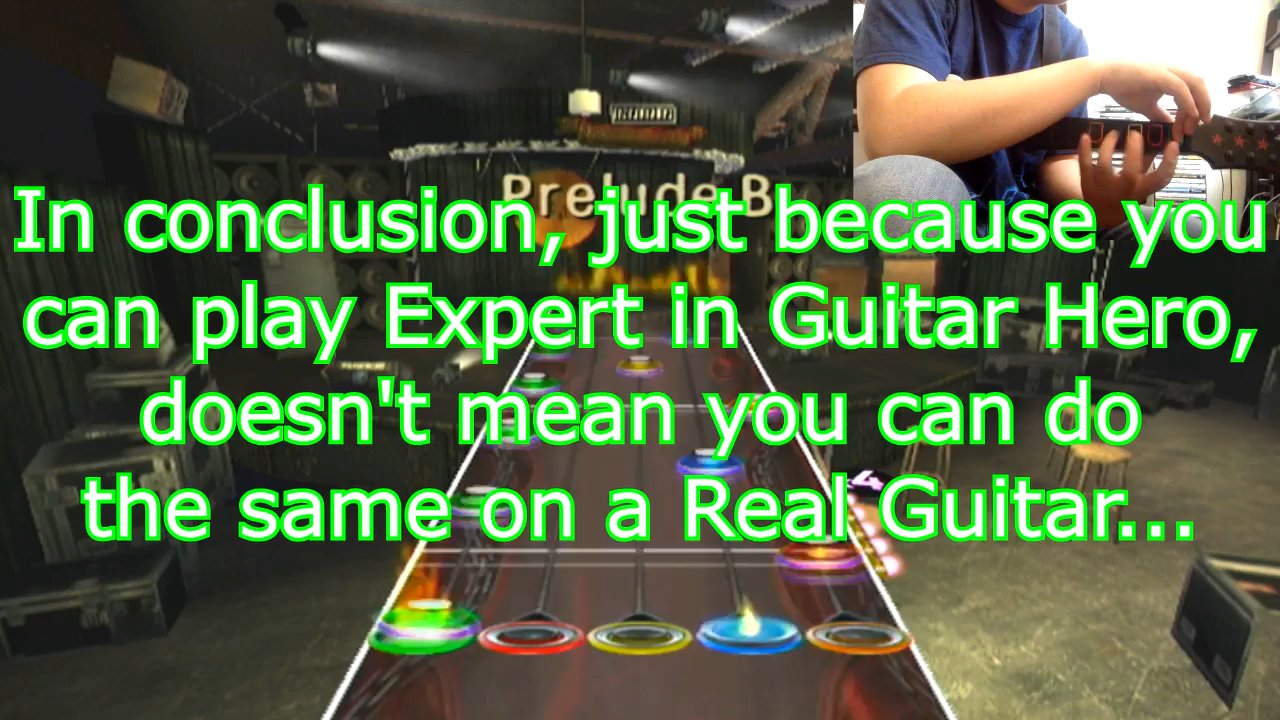 Prelude B
In conclusion, just because you
can play Expert in Guitar Hero,
doesn't mean you can do
the same on a Real Guitar...